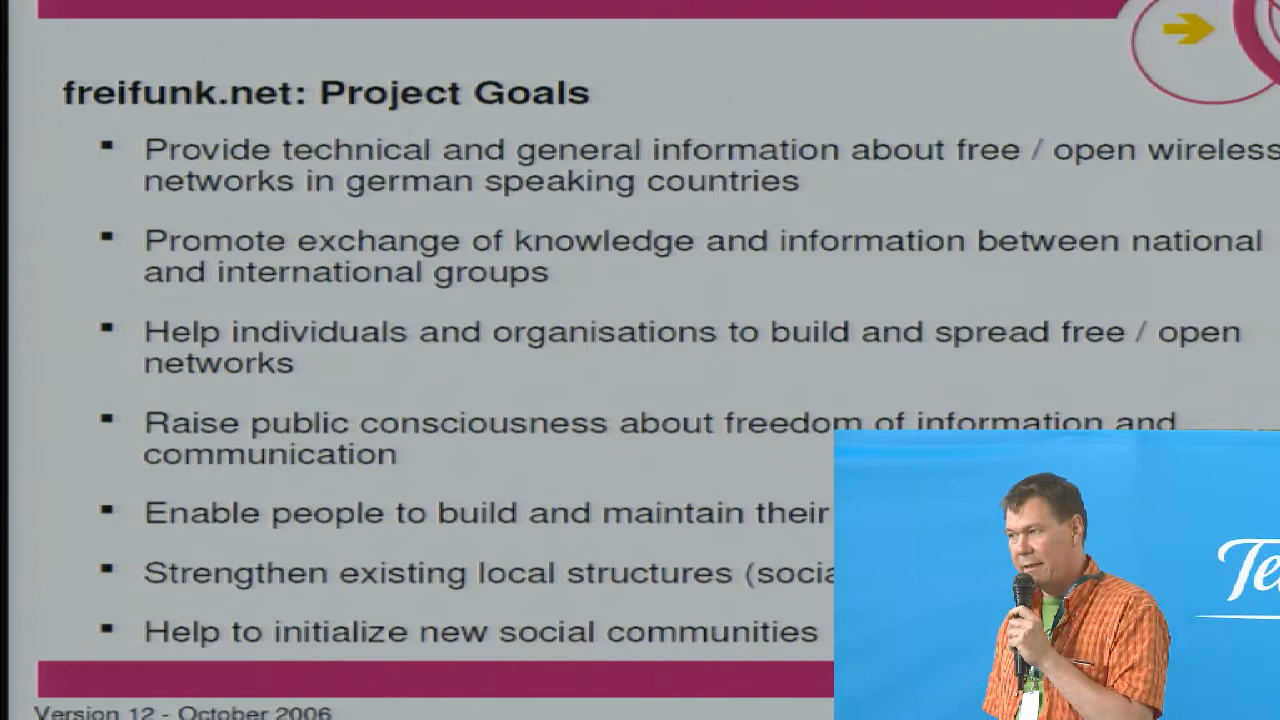 freifunk.net: Project Goals
Provide technical and general information about free / open wireless
networks in german speaking countries
Promote exchange of knowledge and information between national
and international groups
Help individuals and organisations to build and spread free / open
networks
Raise public consciousness about freedom of information and
communication
Enable people to build and maintain their
Strengthen existing local structures (socia
Help to initialize new social communities
Version 12 - October 2006
Te